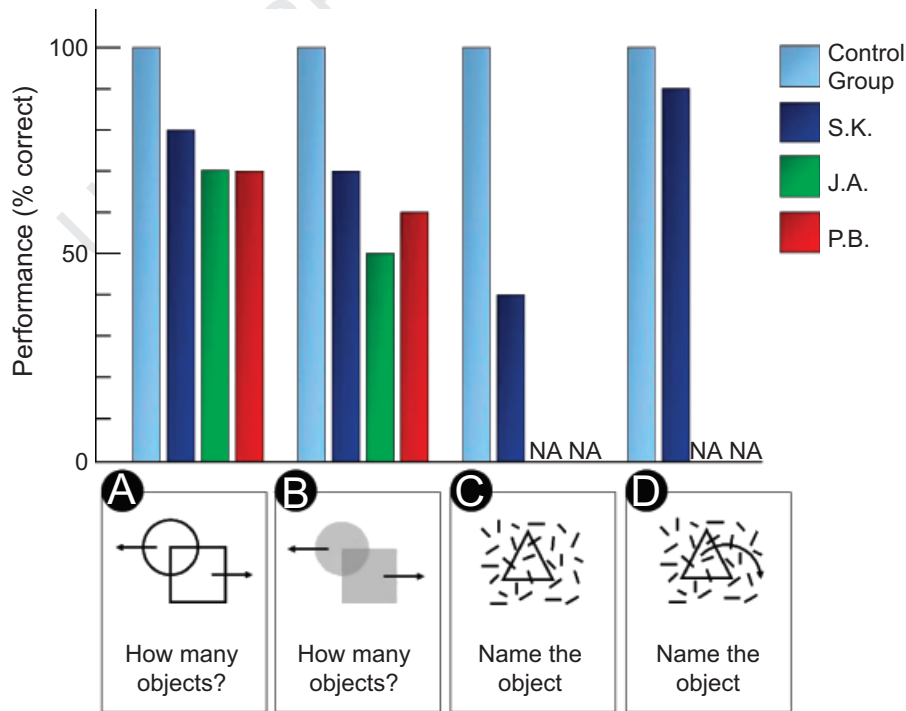 100
50
0
Performance (% correct)
Control
Group
S.K.
J.A.
P.B.
NA NA
NA NA
A
B
C
D
How many
objects?
How many
objects?
Name the
object
Name the
object